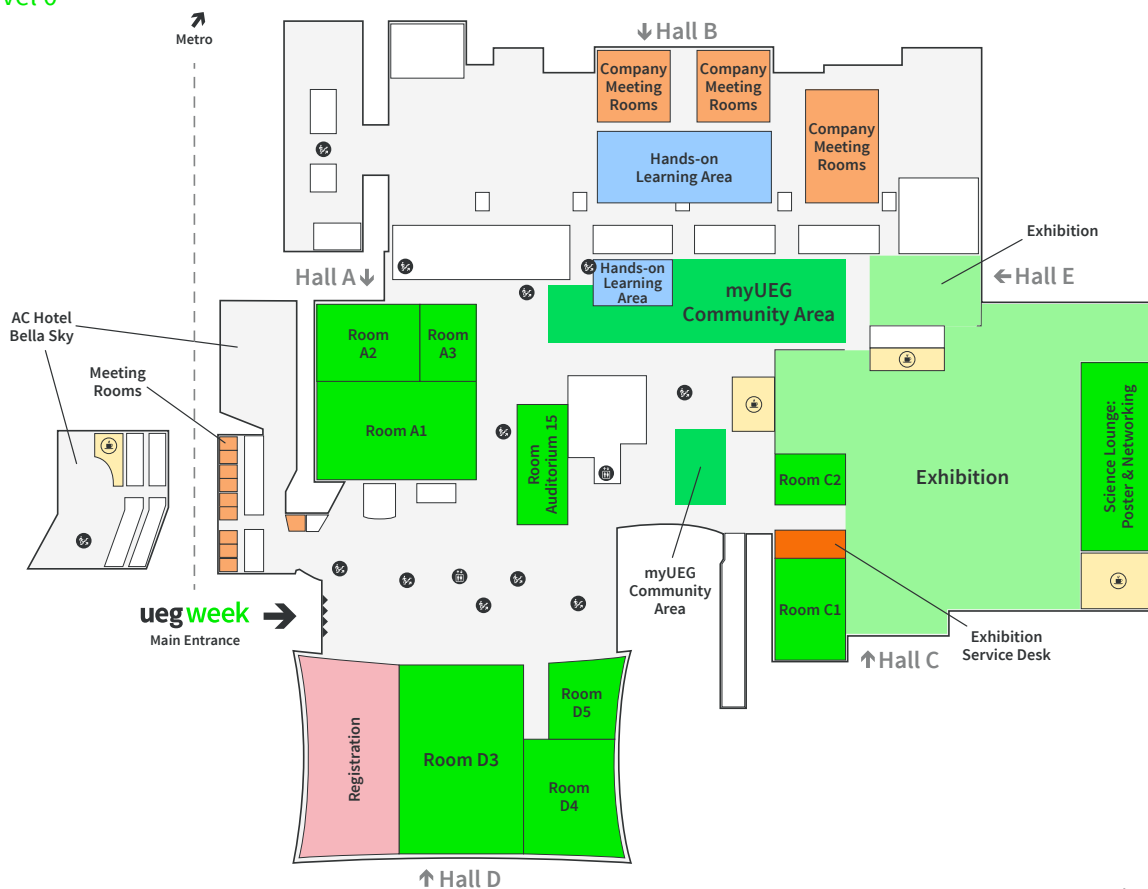 Metro
Hall B
Company
Meeting
Rooms
Company
Meeting
Rooms
Company
Meeting
Rooms
Hands-on
Learning Area
Exhibition
Hall A
Hall E
Hands-on
Learning
Area
myUEG
Community Area
AC Hotel
Bella Sky
Room
A2
Room
A3
Meeting
Rooms
Room A1
Room
Auditorium 15
Room C2
Exhibition
Science Lounge:
Poster & Networking
myUEG
Community
Area
Room C1
uegweek
Main Entrance
Exhibition
Service Desk
Hall C
Registration
Room D3
Room
D5
Room
D4
Hall D